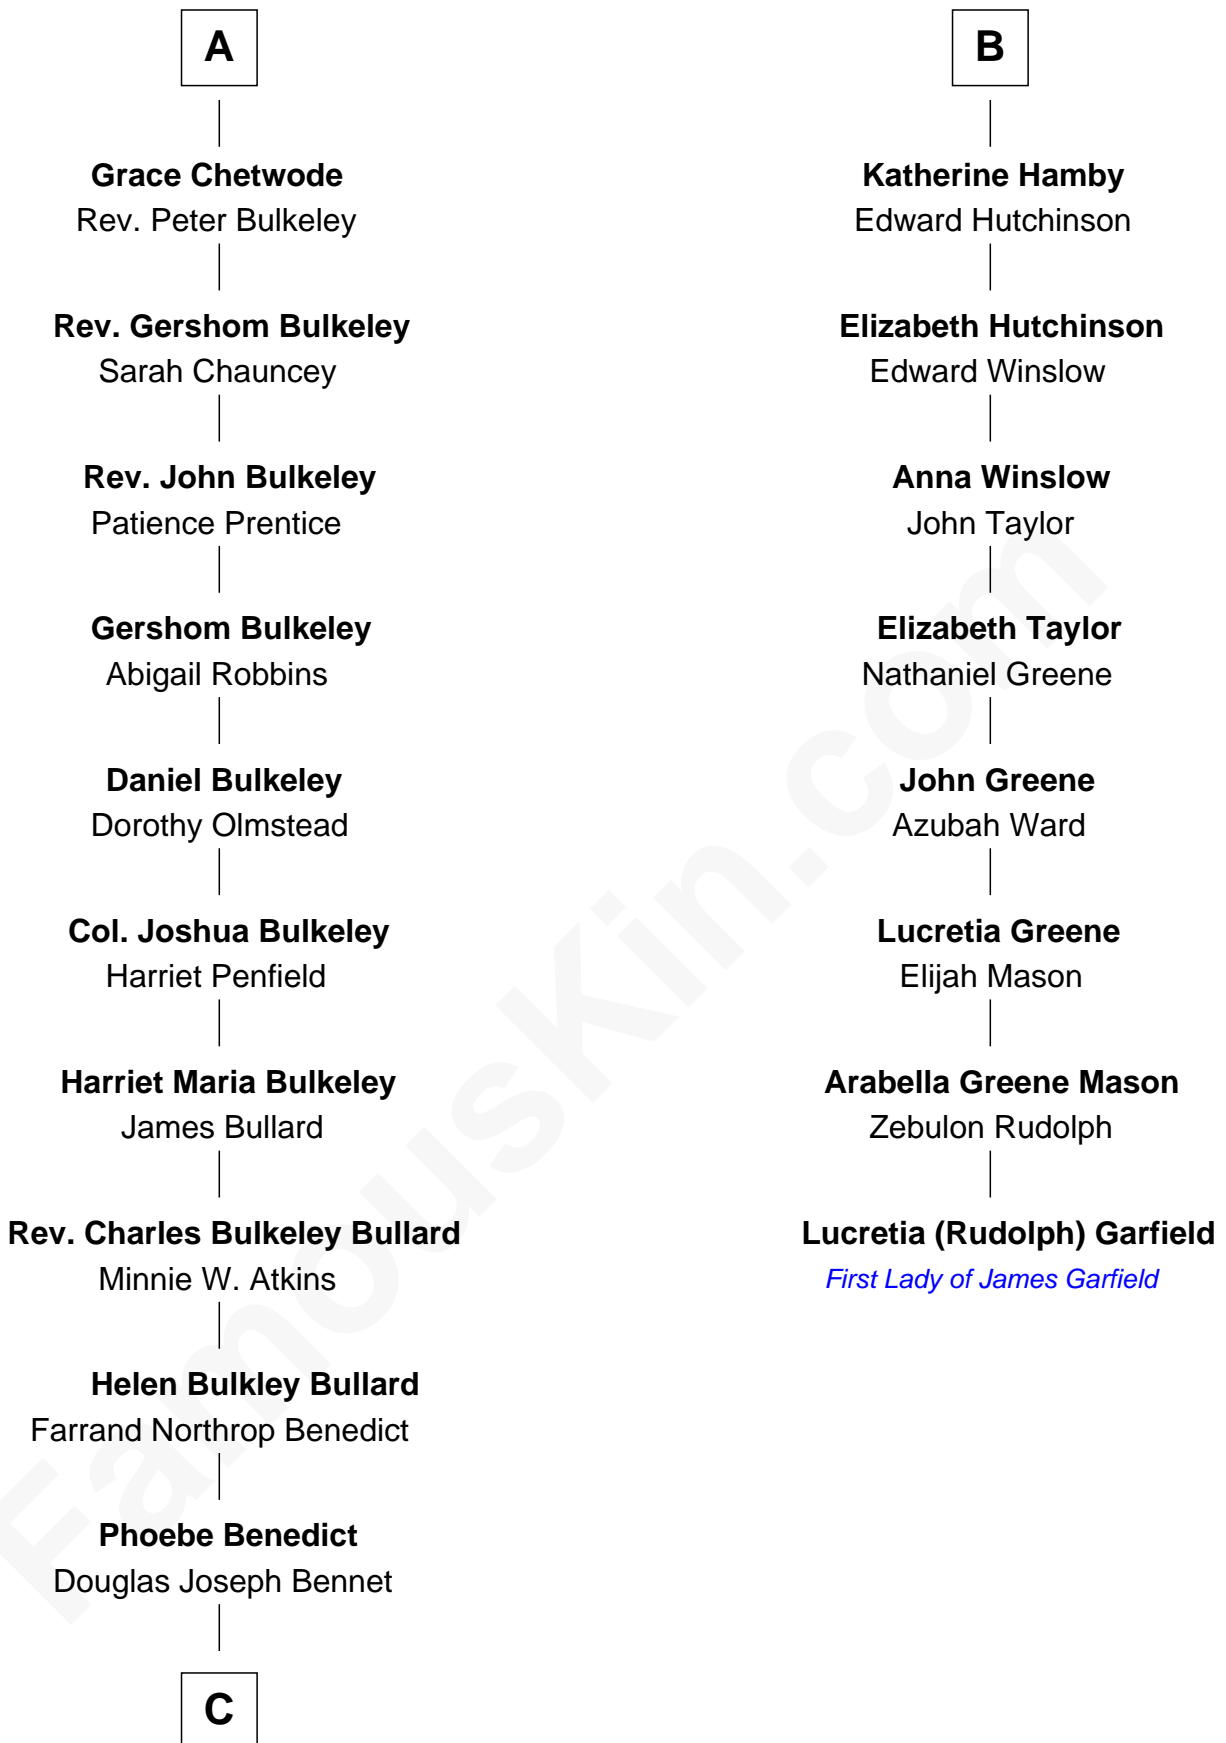 A
Grace Chetwode
Rev. Peter Bulkeley
Rev. Gershom Bulkeley
Sarah Chauncey
Rev. John Bulkeley
Patience Prentice
Gershom Bulkeley
Abigail Robbins
Daniel Bulkeley
Dorothy Olmstead
Col. Joshua Bulkeley
Harriet Penfield
Harriet Maria Bulkeley
James Bullard
Rev. Charles Bulkeley Bullard
Minnie W. Atkins
Helen Bulkley Bullard
Farrand Northrop Benedict
Phoebe Benedict
Douglas Joseph Bennet
C
B
Katherine Hamby
Edward Hutchinson
Elizabeth Hutchinson
Edward Winslow
Anna Winslow
John Taylor
Elizabeth Taylor
Nathaniel Greene
John Greene
Azubah Ward
Lucretia Greene
Elijah Mason
Arabella Greene Mason
Zebulon Rudolph
Lucretia (Rudolph) Garfield
First Lady of James Garfield
FamousKin.com